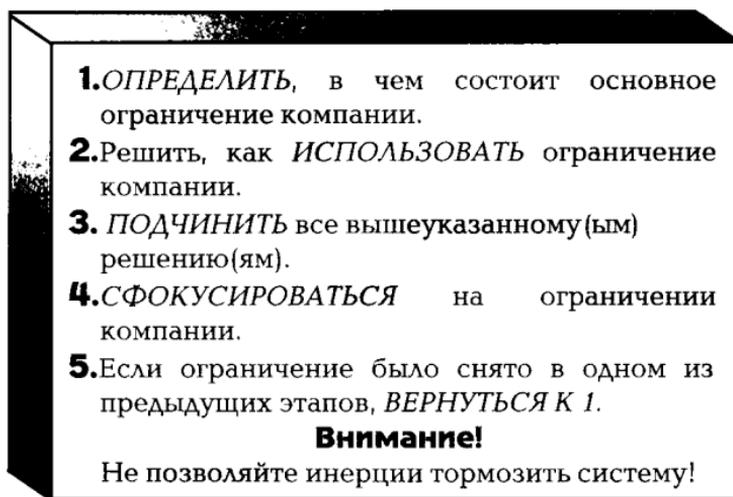 1.ОПРЕДЕЛИТЬ, в чем состоит основное
ограничение компании.
2.Решить, как ИСПОЛЬЗОВАТЬ ограничение
компании.
3. ПОДЧИНИТЬ все вышеуказанному(ым)
решению(ям).
4.СФОКУСИРОВАТЬСЯ на ограничении
компании.
5.Если ограничение было снято в одном из
предыдущих этапов, ВЕРНУТЬСЯ К 1.
Внимание!
Не позволяйте инерции тормозить систему!